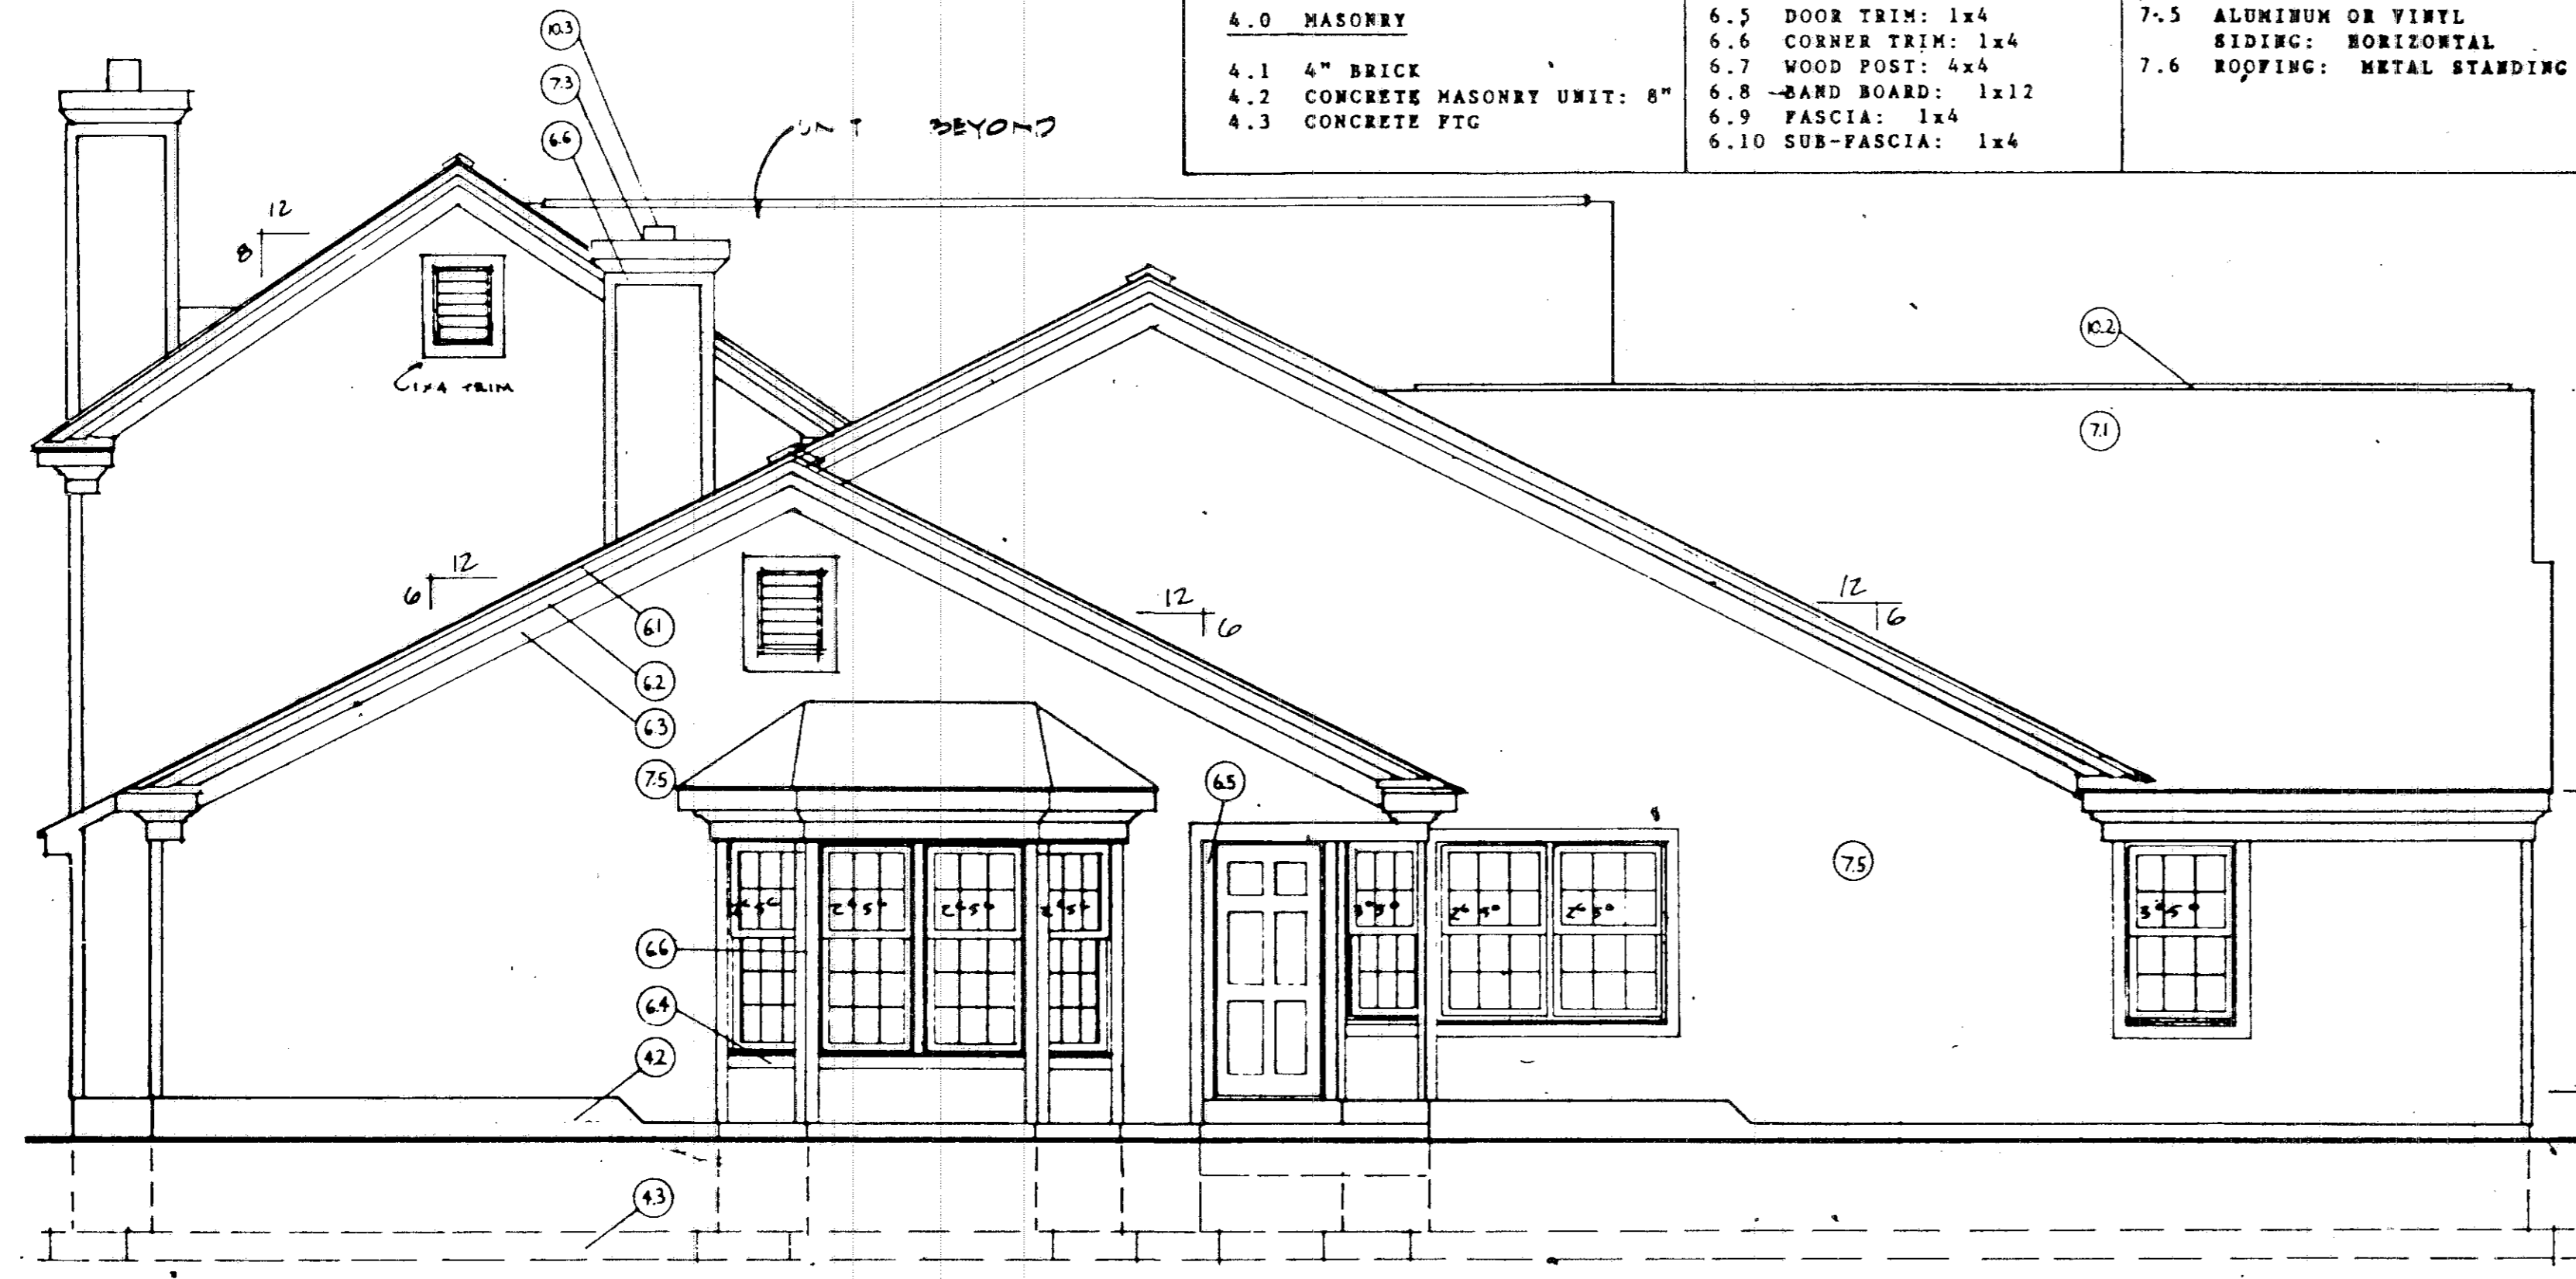 4.0 MASONRY
4.1 4" BRICK
4.2 CONCRETE MASONRY UNIT: 8"
4.3 CONCRETE FTG
6.5 DOOR TRIM: 1x4
6.6 CORNER TRIM: 1x4
6.7 WOOD POST: 4x4
6.8 BAND BOARD: 1x12
6.9 FASCIA: 1x4
6.10 SUB-FASCIA: 1x4
7.5 ALUMINUM OR VINYL
SIDING: HORIZONTAL
7.6 ROOFING: METAL STANDING
10.3
7.3
6.6
BEYOND
12
8
1x4 TRIM
10.2
7.1
12
6
6.1
6.2
6.3
7.5
12
6
12
6
6.5
7.5
6.6
6.4
4.2
4.3